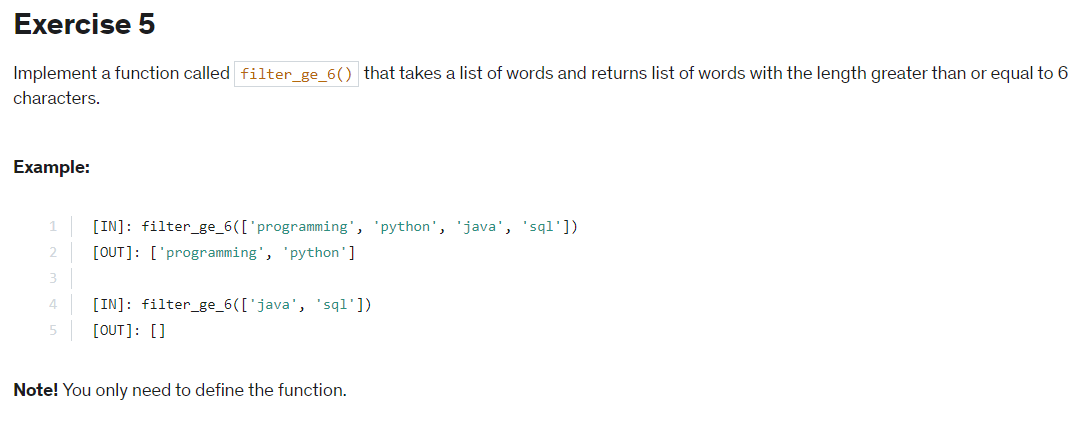 Exercise 5
Implement a function called filter_ge_6() that takes a list of words and returns list of words with the length greater than or equal to 6
characters.
Example:
1 [IN]: filter_ge_6(['programming', 'python', 'java', 'sql'])
2 [OUT]: ['programming', 'python']
3
4 [IN]: filter_ge_6(['java', 'sql'])
5 [OUT]: []
Note! You only need to define the function.